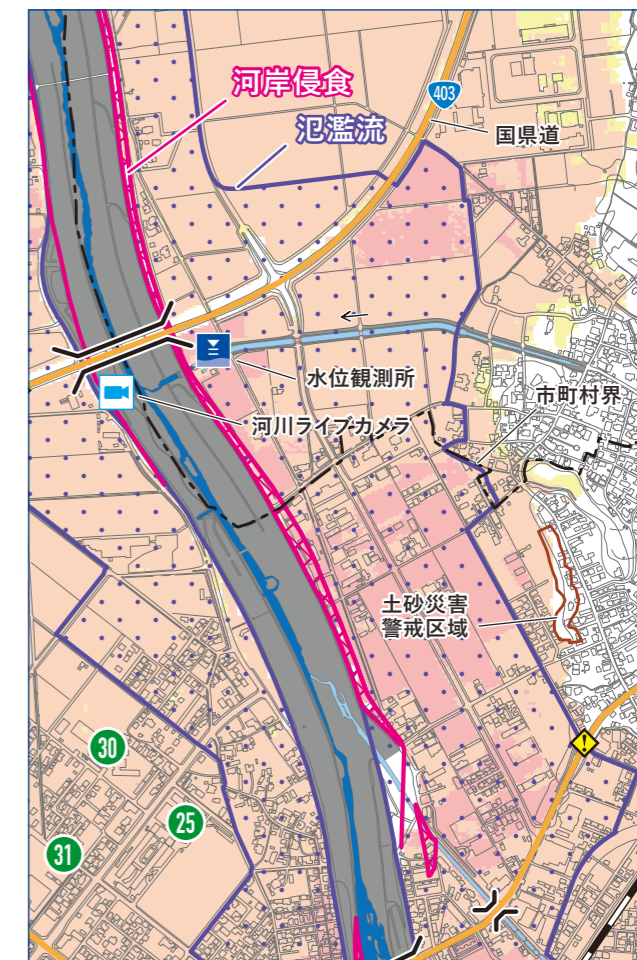 河岸侵食
403
氾濫流
国県道
水位観測所
市町村界
河川ライブカメラ
土砂災害
警戒区域
!
30
25
31